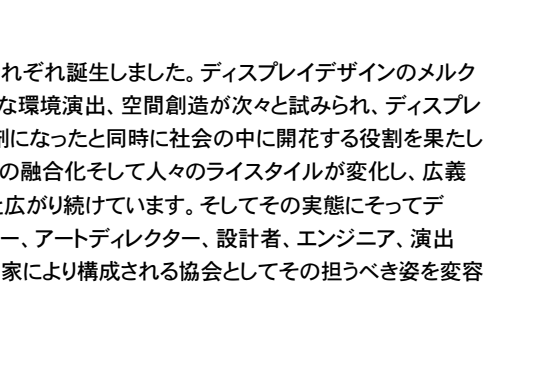 れぞれ誕生しました。ディスプレイデザインのメルク
な環境演出、空間創造が次々と試みられ、ディスプレ
剤になったと同時に社会の中に開花する役割を果たし
の融合化そして人々のライスタイルが変化し、広義
と広がり続けています。そしてその実態にそってデ
ー、アートディレクター、設計者、エンジニア、演出
家により構成される協会としてその担うべき姿を変容